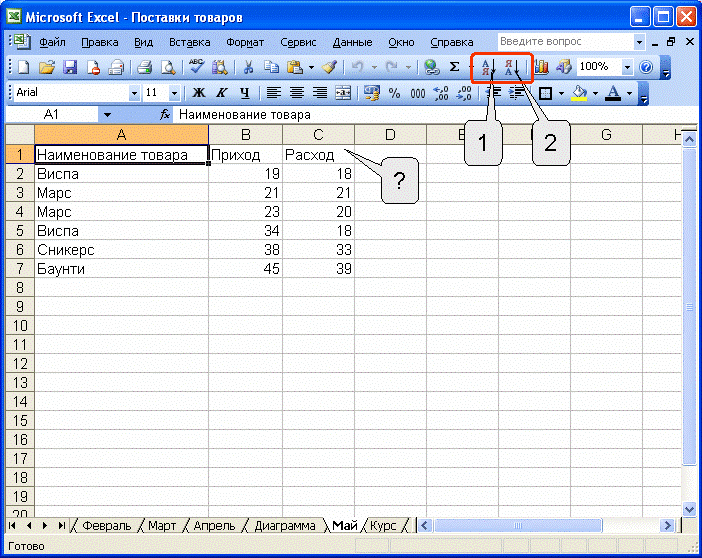 Microsoft Excel - Поставки товаров
Файл Правка Вид Вставка Формат Сервис Данные Окно Справка Введите вопрос
Σ А Я Я А 100%
Arial 11 Ж К Ч % 000 A
A1 fx Наименование товара
A B C D E G H
1 Наименование товара Приход Расход
2 Виспа 19 18
3 Марс 21 21
4 Марс 23 20
5 Виспа 34 18
6 Сникерс 38 33
7 Баунти 45 39
8
9
10
11
12
13
14
15
16
17
18
19
20
1
2
?
Февраль Март Апрель Диаграмма Май Курс
Готово